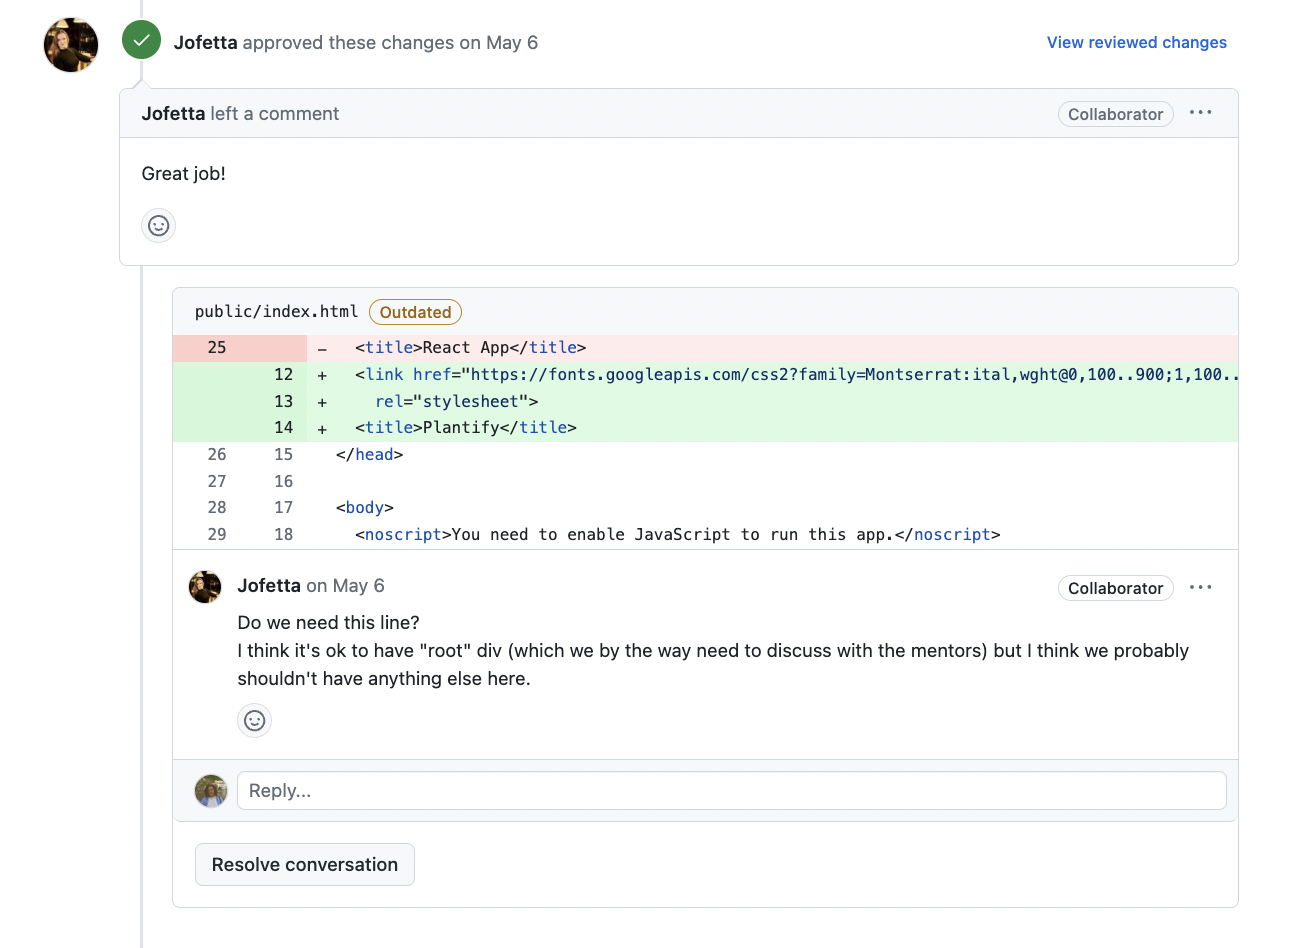 Jofetta approved these changes on May 6
View reviewed changes
Jofetta left a comment
Collaborator
Great job!
public/index.html Outdated
25 - <title>React App</title>
12 + <link href="https://fonts.googleapis.com/css2?family=Montserrat:ital,wght@0,100..900;1,100..
13 + rel="stylesheet">
14 + <title>Plantify</title>
26 15 </head>
27 16
28 17 <body>
29 18 <noscript>You need to enable JavaScript to run this app.</noscript>
Jofetta on May 6
Collaborator
Do we need this line?
I think it's ok to have "root" div (which we by the way need to discuss with the mentors) but I think we probably
shouldn't have anything else here.
Reply...
Resolve conversation